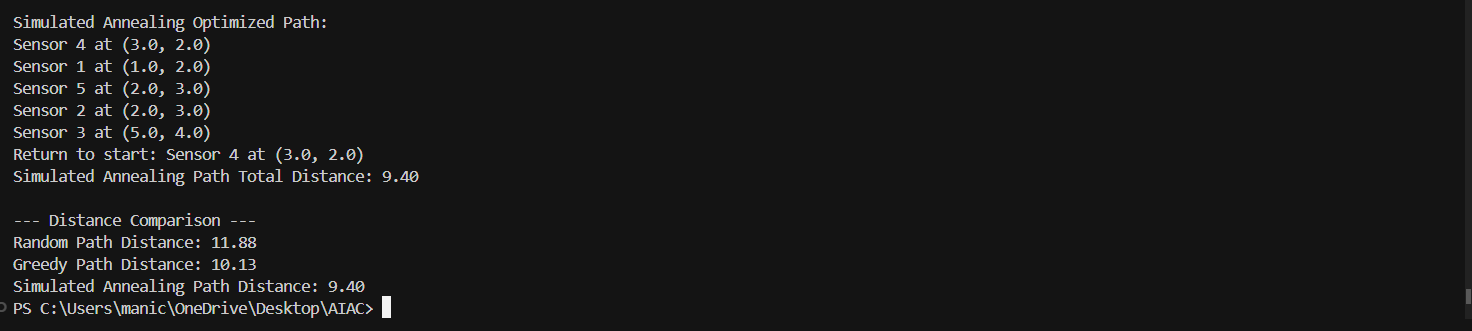 Simulated Annealing Optimized Path:
Sensor 4 at (3.0, 2.0)
Sensor 1 at (1.0, 2.0)
Sensor 5 at (2.0, 3.0)
Sensor 2 at (2.0, 3.0)
Sensor 3 at (5.0, 4.0)
Return to start: Sensor 4 at (3.0, 2.0)
Simulated Annealing Path Total Distance: 9.40
--- Distance Comparison ---
Random Path Distance: 11.88
Greedy Path Distance: 10.13
Simulated Annealing Path Distance: 9.40
PS C:\Users\manic\OneDrive\Desktop\AIAC>